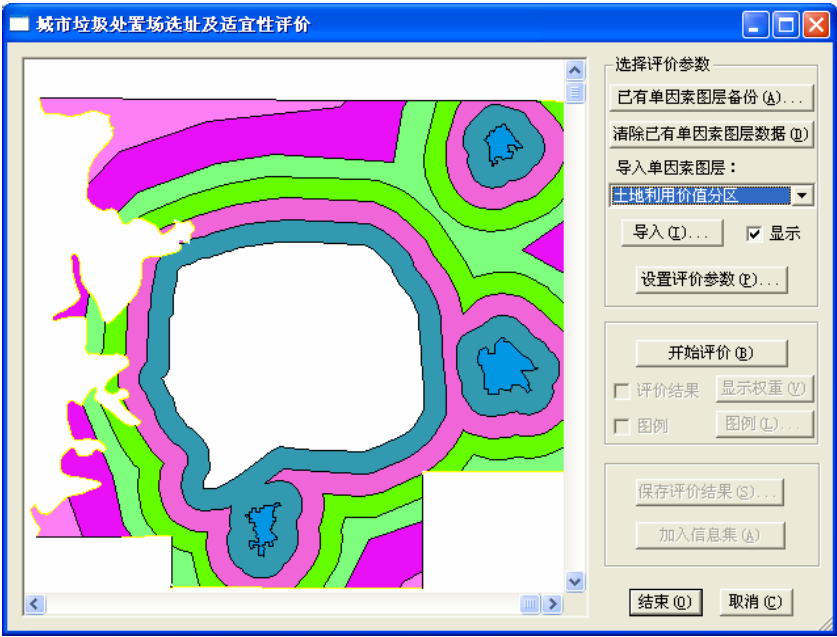 城市垃圾处置场选址及适宜性评价
选择评价参数
已有单因素图层备份(A)...
清除已有单因素图层数据(D)
导入单因素图层：
土地利用价值分区
导入(I)... 显示
设置评价参数(P)...
开始评价(B)
评价结果 显示权重(V)
图例 图例(L)...
保存评价结果(S)...
加入信息集(A)
结束(O) 取消(C)